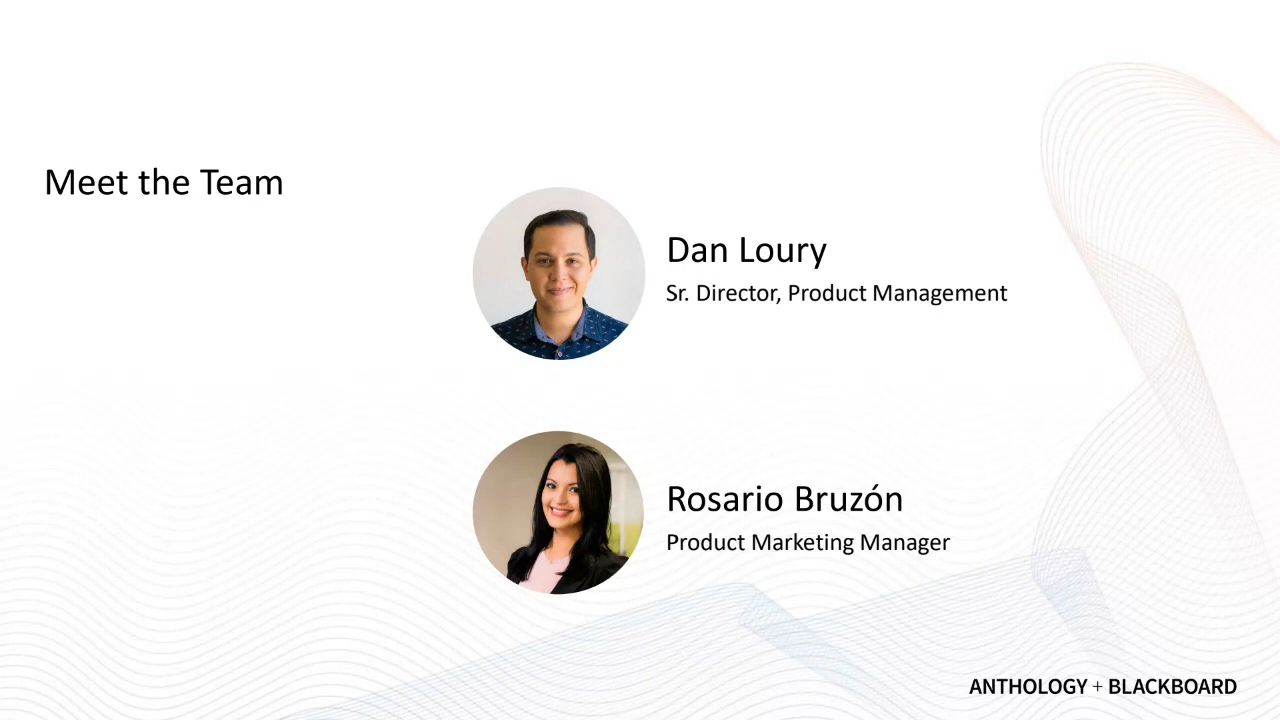 Meet the Team
Dan Loury
Sr. Director, Product Management
Rosario Bruzón
Product Marketing Manager
ANTHOLOGY + BLACKBOARD